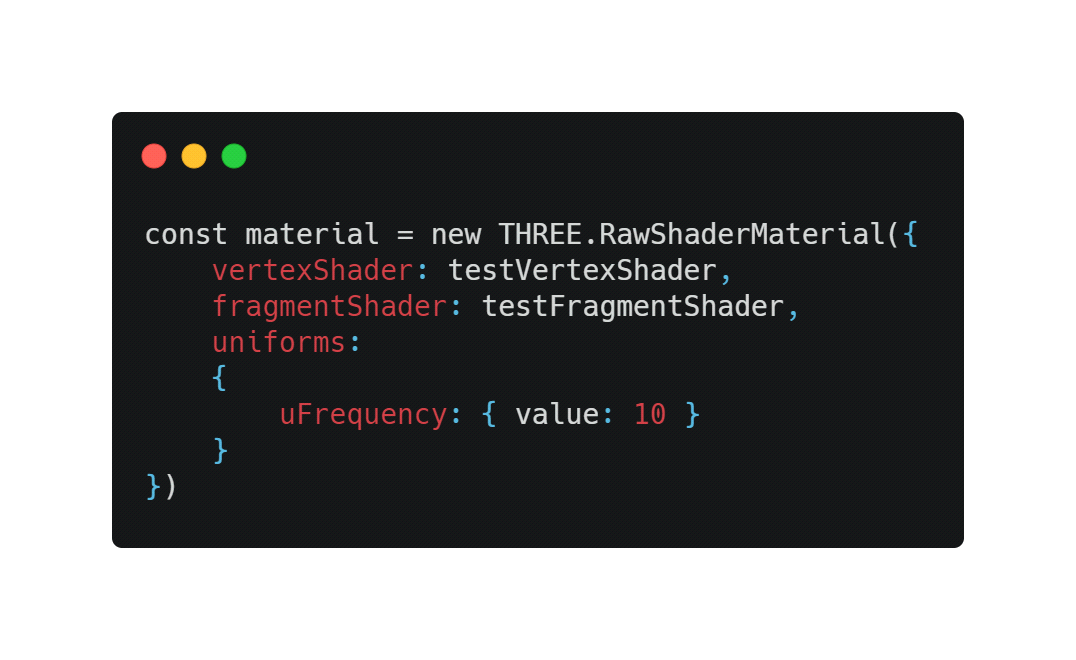 const material = new THREE.RawShaderMaterial({
    vertexShader: testVertexShader,
    fragmentShader: testFragmentShader,
    uniforms:
    {
        uFrequency: { value: 10 }
    }
})